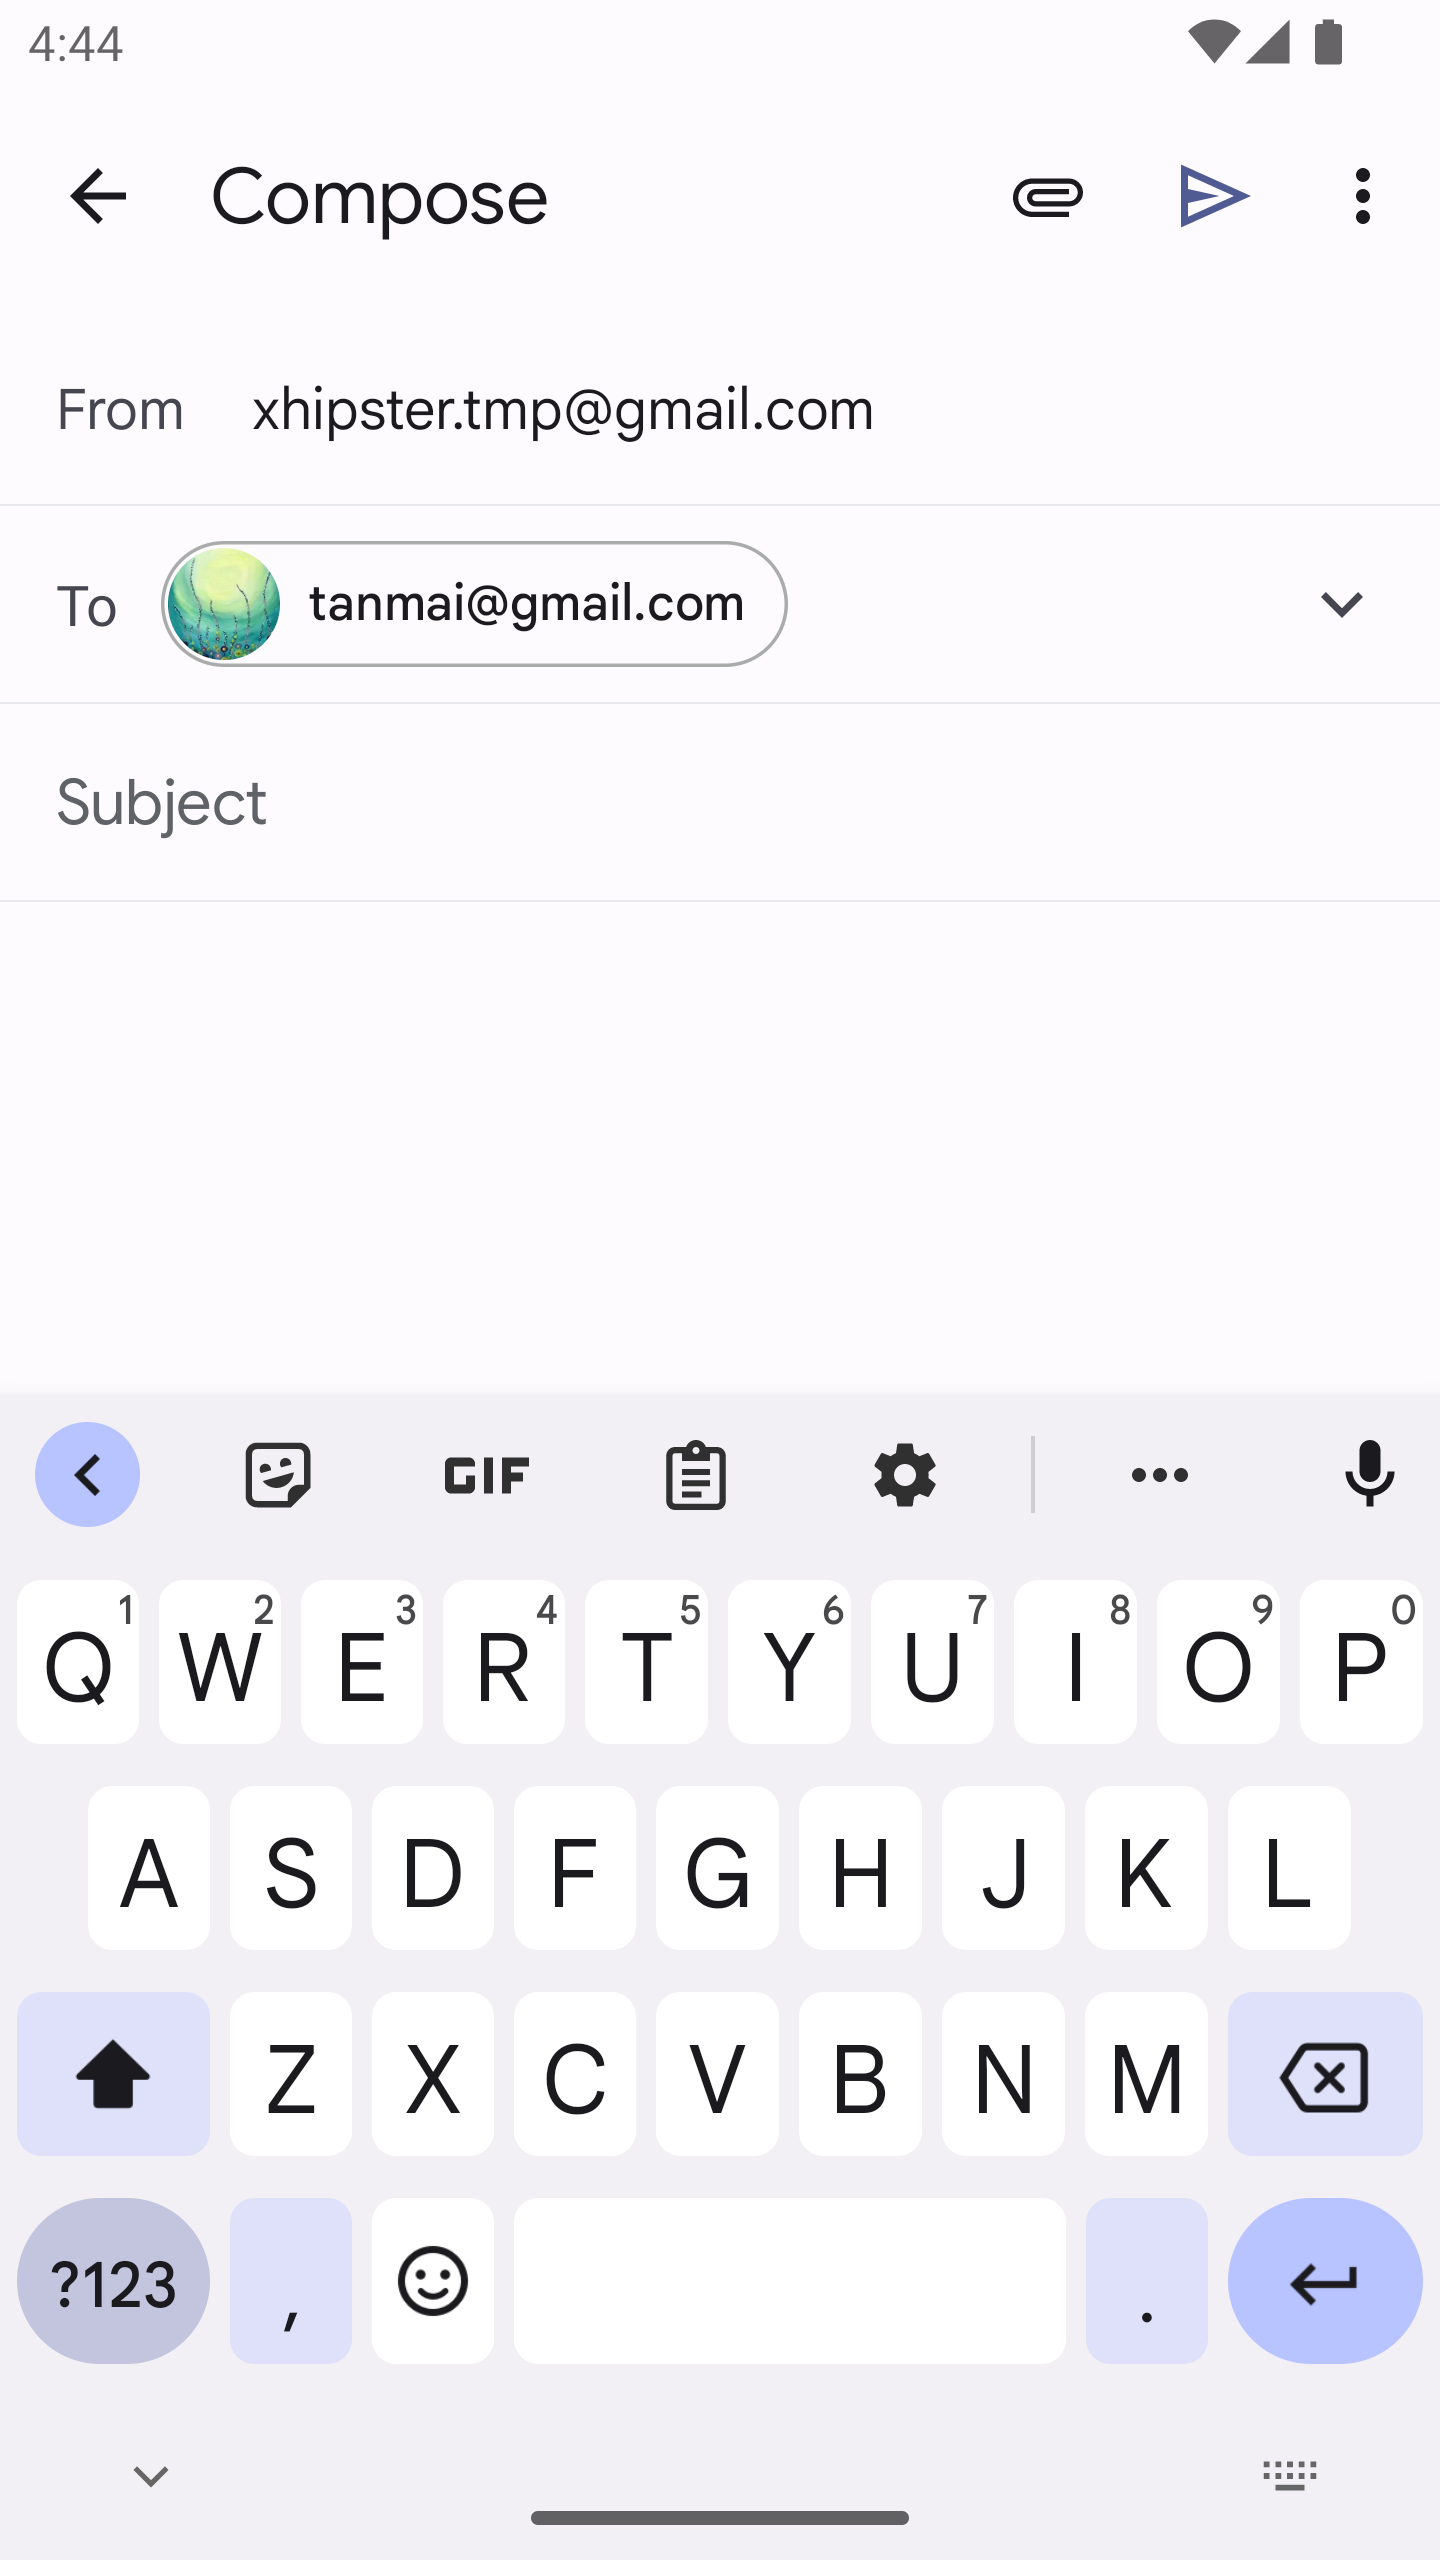 4:44
Compose
From xhipster.tmp@gmail.com
To tanmai@gmail.com
Subject
GIF
Q 1 W 2 E 3 R 4 T 5 Y 6 U 7 I 8 O 9 P 0
A S D F G H J K L
Z X C V B N M
?123 , .